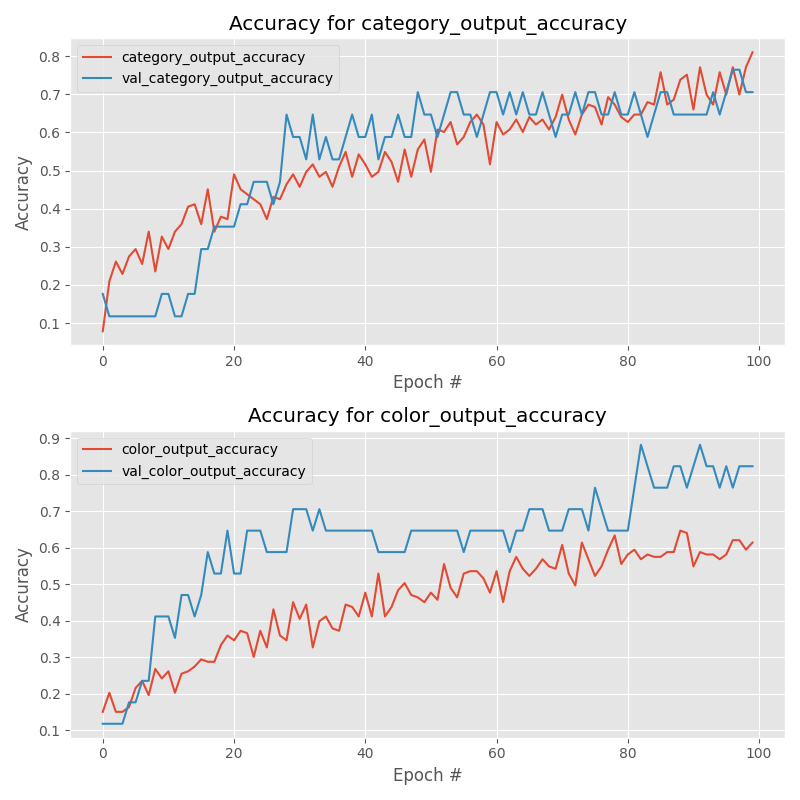 Accuracy for category_output_accuracy
category_output_accuracy
val_category_output_accuracy
0.8
0.7
0.6
0.5
0.4
0.3
0.2
0.1
Accuracy
0 20 40 60 80 100
Epoch #
Accuracy for color_output_accuracy
color_output_accuracy
val_color_output_accuracy
0.9
0.8
0.7
0.6
0.5
0.4
0.3
0.2
0.1
Accuracy
0 20 40 60 80 100
Epoch #